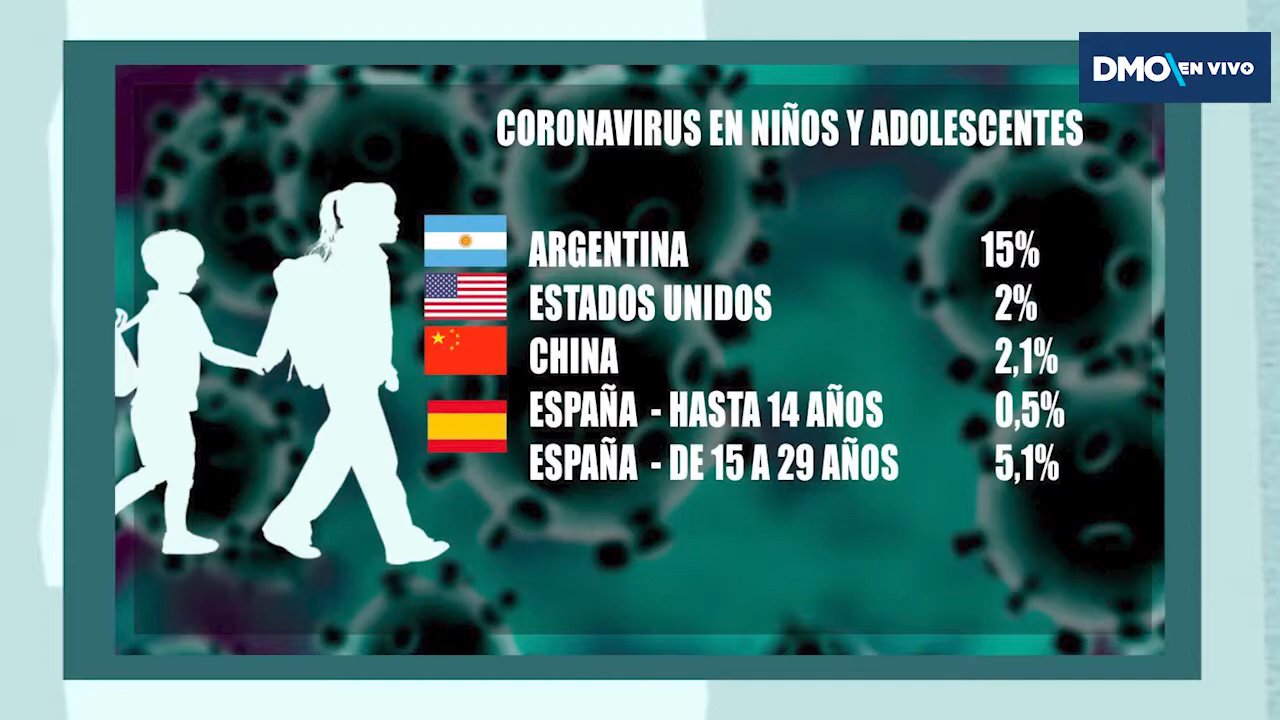 DMO EN VIVO
CORONAVIRUS EN NIÑOS Y ADOLESCENTES
ARGENTINA 15%
ESTADOS UNIDOS 2%
CHINA 2,1%
ESPAÑA - HASTA 14 AÑOS 0,5%
ESPAÑA - DE 15 A 29 AÑOS 5,1%